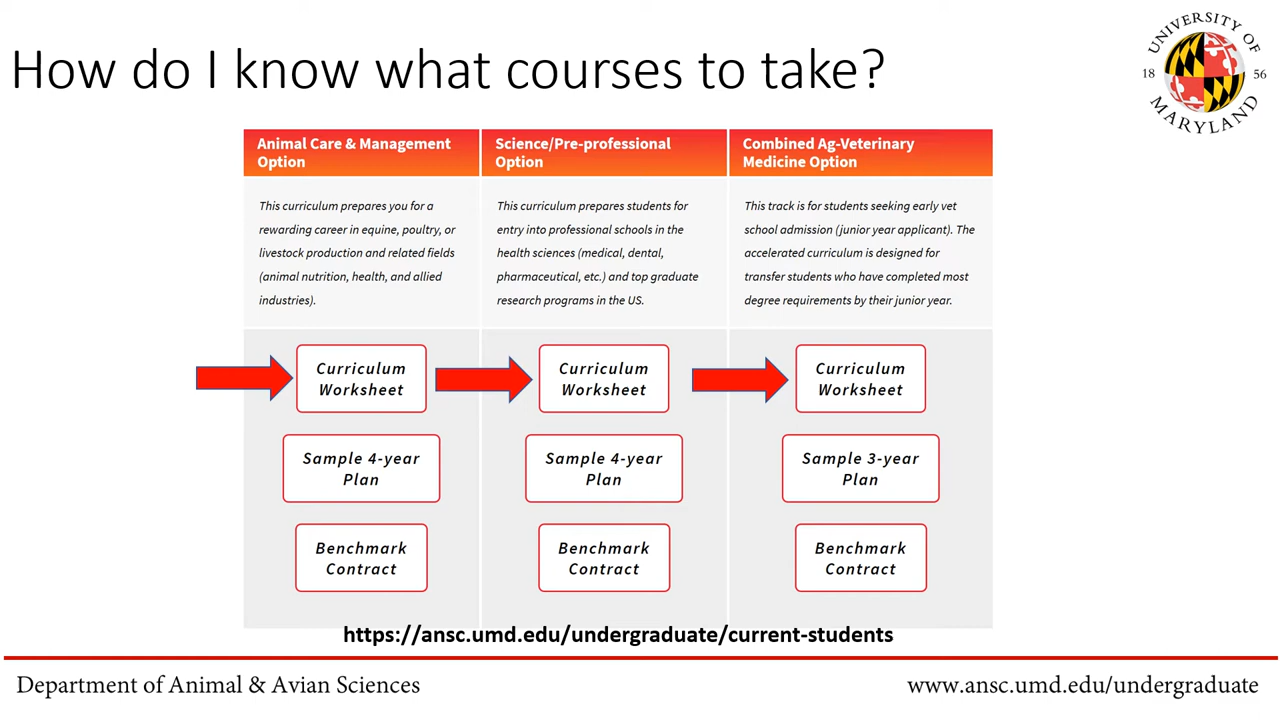 How do I know what courses to take?
UNIVERSITY OF
18 56
MARYLAND
Animal Care & Management
Option
This curriculum prepares you for a
rewarding career in equine, poultry, or
livestock production and related fields
(animal nutrition, health, and allied
industries).
Curriculum
Worksheet
Sample 4-year
Plan
Benchmark
Contract
Science/Pre-professional
Option
This curriculum prepares students for
entry into professional schools in the
health sciences (medical, dental,
pharmaceutical, etc.) and top graduate
research programs in the US.
Curriculum
Worksheet
Sample 4-year
Plan
Benchmark
Contract
Combined Ag-Veterinary
Medicine Option
This track is for students seeking early vet
school admission (junior year applicant). The
accelerated curriculum is designed for
transfer students who have completed most
degree requirements by their junior year.
Curriculum
Worksheet
Sample 3-year
Plan
Benchmark
Contract
https://ansc.umd.edu/undergraduate/current-students
Department of Animal & Avian Sciences
www.ansc.umd.edu/undergraduate